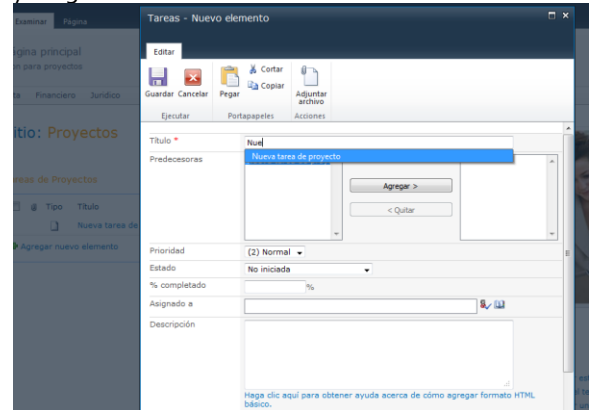 Tareas - Nuevo elemento
Examinar Página
Editar
ágina principal
ón para proyectos
Cortar
Copiar
Guardar Cancelar Pegar Adjuntar archivo
Ejecutar Portapapeles Acciones
Financiero Jurídico
Título * Nue
Nueva tarea de proyecto
itio: Proyectos
Predecesoras
Agregar >
< Quitar
reas de Proyectos
Tipo Título
Nueva tarea de
Agregar nuevo elemento
Prioridad (2) Normal
Estado No iniciada
% completado %
Asignado a
Descripción
Haga clic aquí para obtener ayuda acerca de cómo agregar formato HTML
básico.